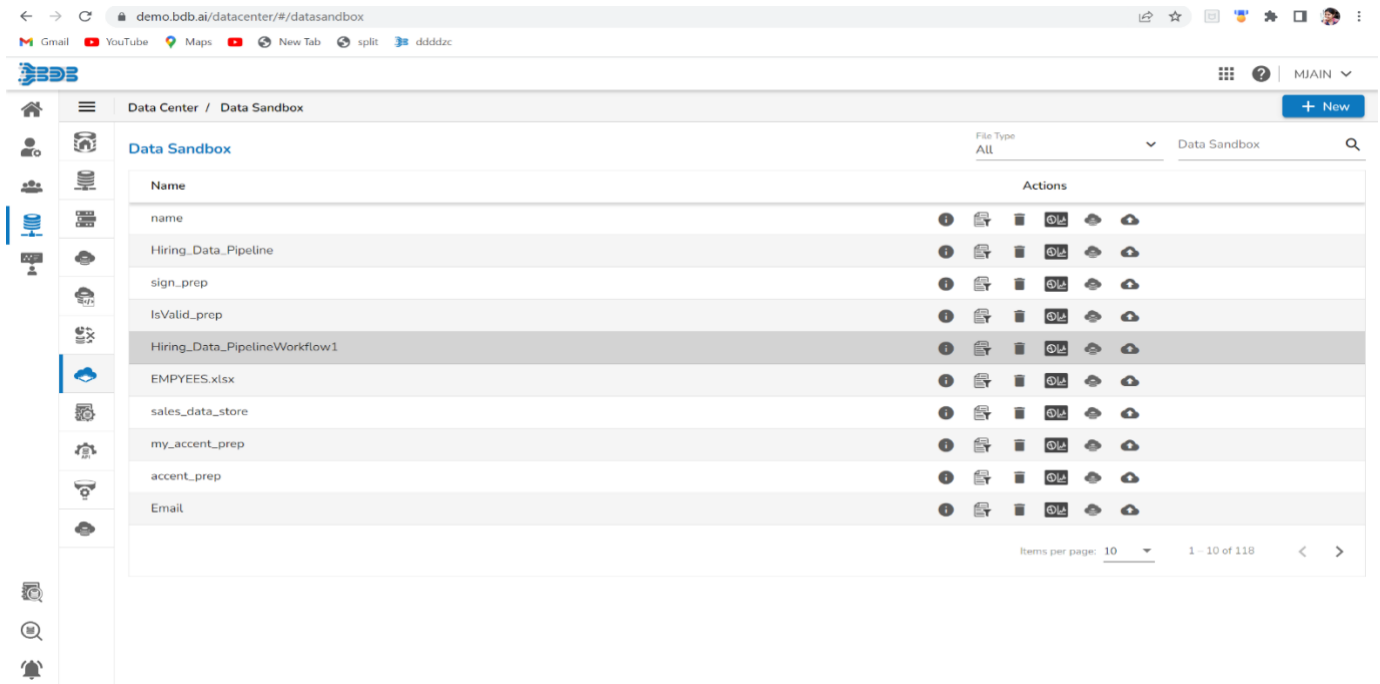 demo.bdb.ai/datacenter/#/datasandbox
Gmail YouTube Maps New Tab split ddddzc
BDB MJAIN
Data Center / Data Sandbox + New
Data Sandbox File Type All Data Sandbox
Name Actions
name
Hiring_Data_Pipeline
sign_prep
IsValid_prep
Hiring_Data_PipelineWorkflow1
EMPYEES.xlsx
sales_data_store
my_accent_prep
accent_prep
Email
Items per page: 10 1 – 10 of 118